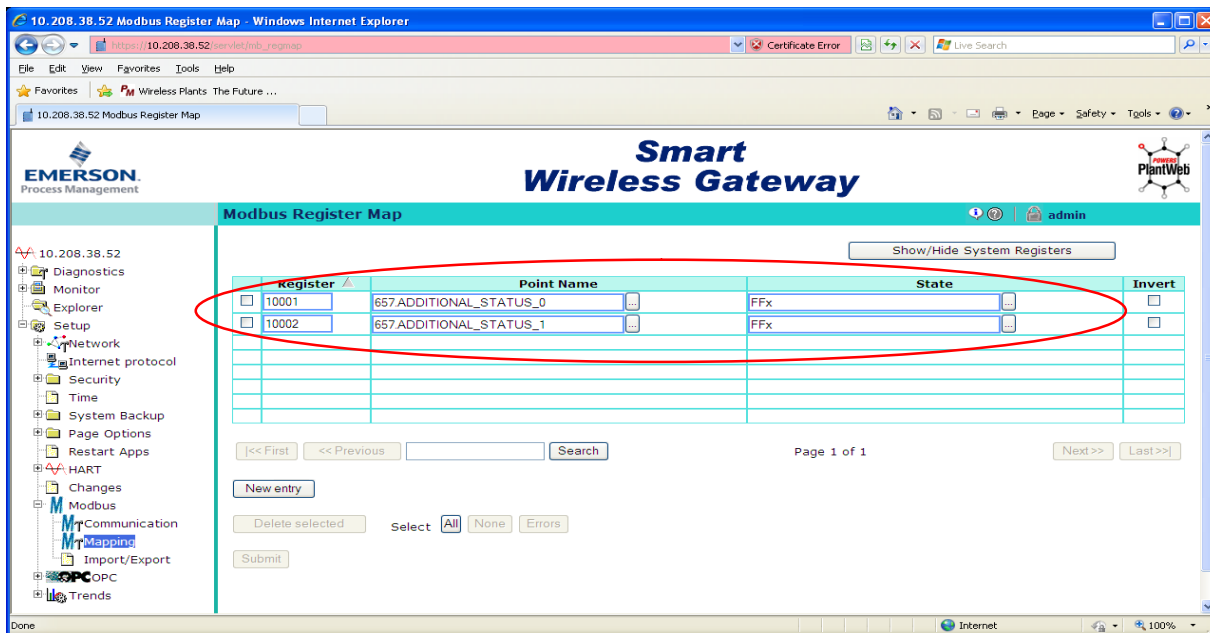 10.208.38.52 Modbus Register Map - Windows Internet Explorer
https://10.208.38.52/servlet/mb_regmap
Certificate Error
Live Search
File Edit View Favorites Tools Help
Favorites PM Wireless Plants The Future ...
10.208.38.52 Modbus Register Map
Page Safety Tools
EMERSON.
Process Management
Smart
Wireless Gateway
POWERS
PlantWeb
Modbus Register Map
admin
10.208.38.52
Diagnostics
Monitor
Explorer
Setup
Network
Internet protocol
Security
Time
System Backup
Page Options
Restart Apps
HART
Changes
Modbus
Communication
Mapping
Import/Export
OPC OPC
Trends
Show/Hide System Registers
Register Point Name State Invert
10001 657.ADDITIONAL_STATUS_0 ... FFx ...
10002 657.ADDITIONAL_STATUS_1 ... FFx ...
|<< First << Previous Search Page 1 of 1 Next >> Last >>|
New entry
Delete selected Select All None Errors
Submit
Done Internet 100%